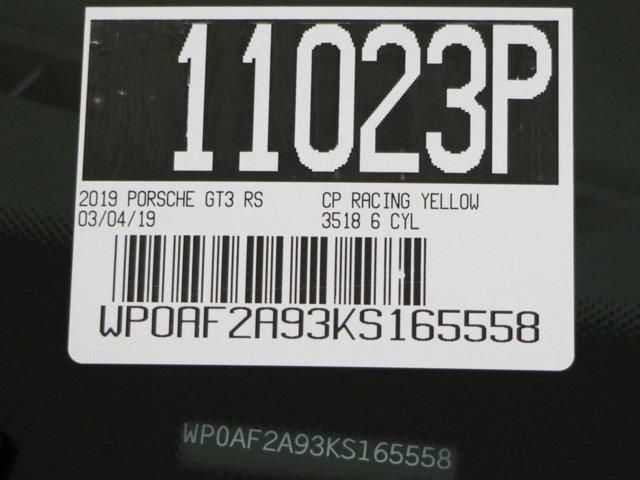 11023P
2019 PORSCHE GT3 RS CP RACING YELLOW
03/04/19 3518 6 CYL
WP0AF2A93KS165558
WP0AF2A93KS165558